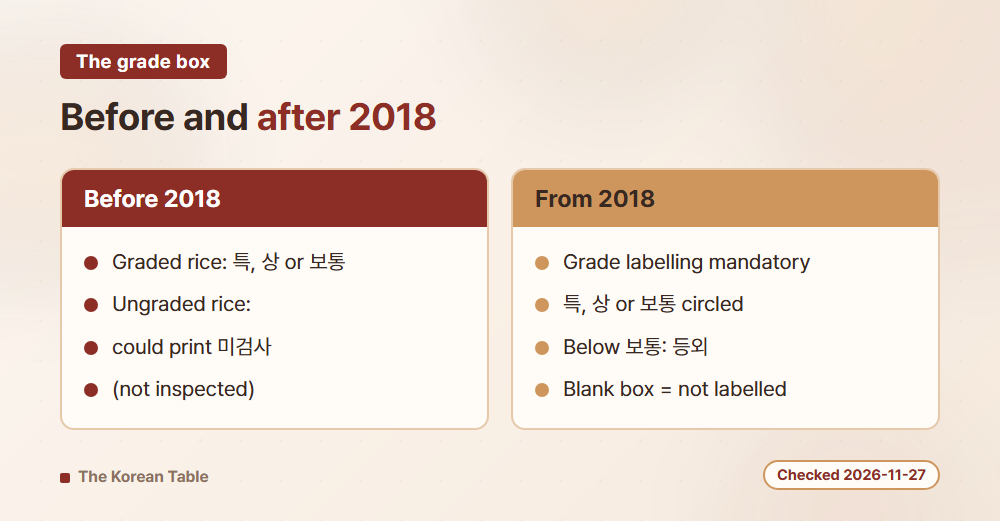 The grade box
Before and after 2018
Before 2018
Graded rice: 특, 상 or 보통
Ungraded rice:
could print 미검사
(not inspected)
From 2018
Grade labelling mandatory
특, 상 or 보통 circled
Below 보통: 등외
Blank box = not labelled
The Korean Table
Checked 2026-11-27